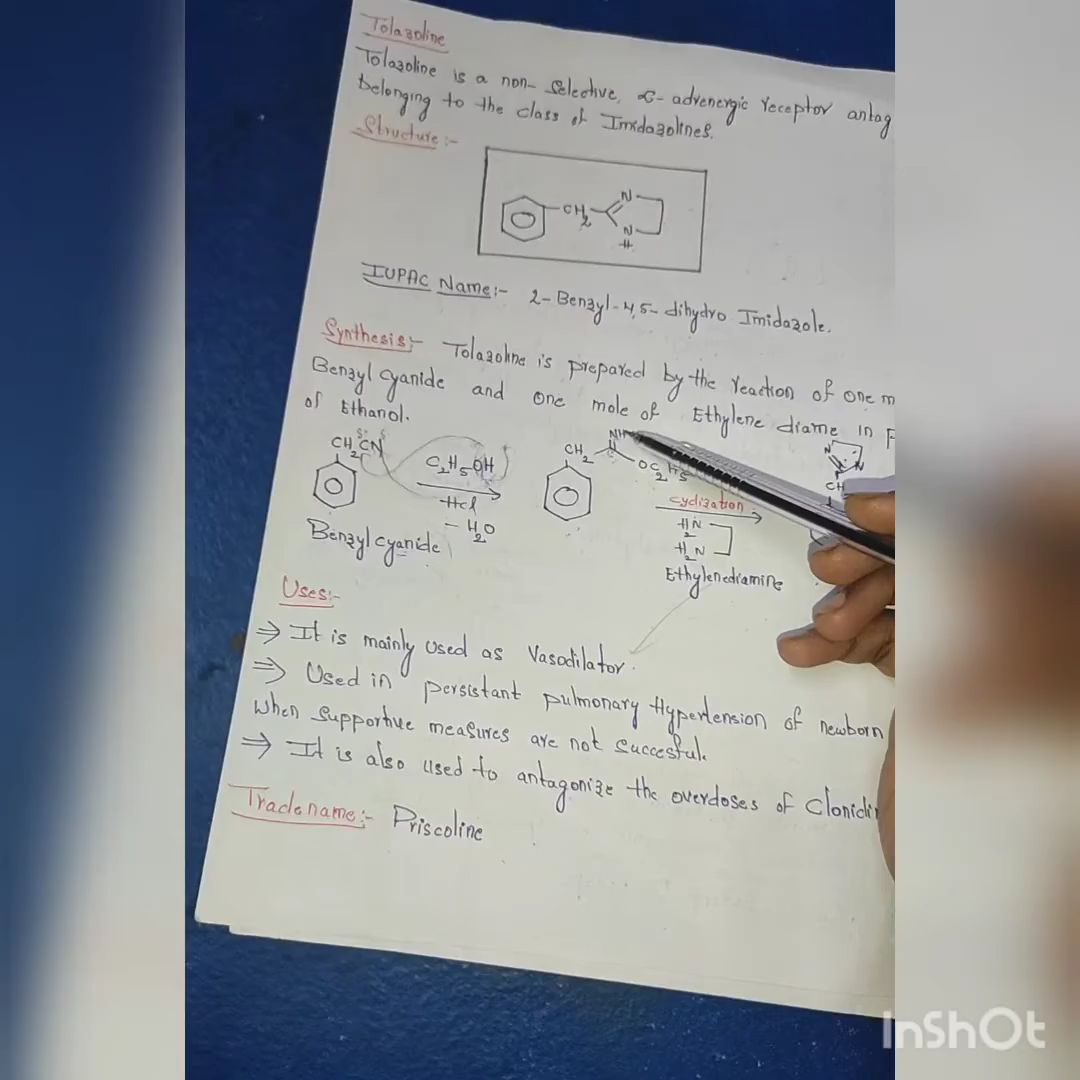 Tolazoline
Tolazoline is a non- Selective, α- adrenergic receptor antag
belonging to the class of Imidazolines.
Structure:-
CH2 N
N
H
IUPAC Name:- 2- Benzyl-4,5- dihydro Imidazole.
Synthesis:- Tolazoline is prepared by the reaction of one m
Benzyl cyanide and one mole of Ethylene diame in
of Ethanol.
CH2CN C2H5OH CH2 C NH OC2H5 N N CH
HCl cyclization
- H2O H2N
H2N
Benzyl cyanide Ethylenediamine
Uses:-
⇒ It is mainly used as Vasodilator.
⇒ Used in persistant pulmonary Hypertension of newborn
When supportive measures are not succesful.
⇒ It is also used to antagonize the overdoses of Clonidi
Tradename:- Priscoline
InShOt